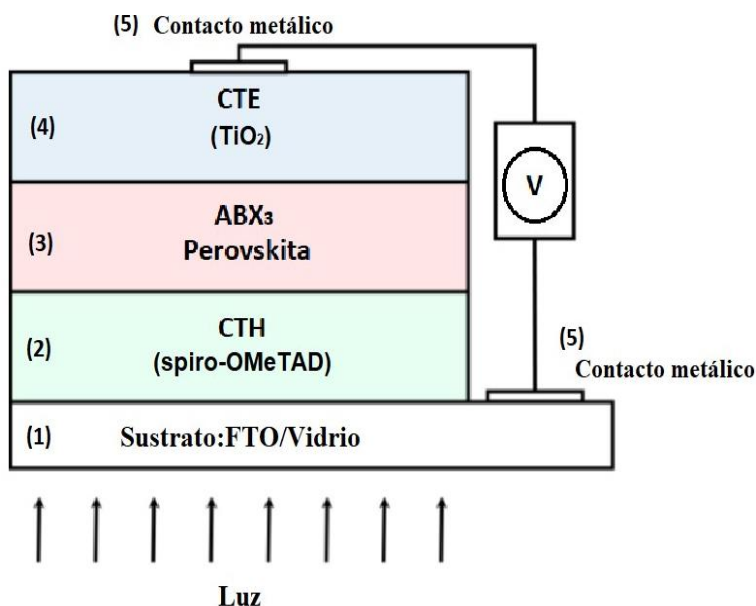 (5) Contacto metálico
CTE
(TiO₂)
(4)
V
ABX₃
Perovskita
(3)
CTH
(spiro-OMeTAD)
(2)
(5)
Contacto metálico
(1) Sustrato:FTO/Vidrio
Luz